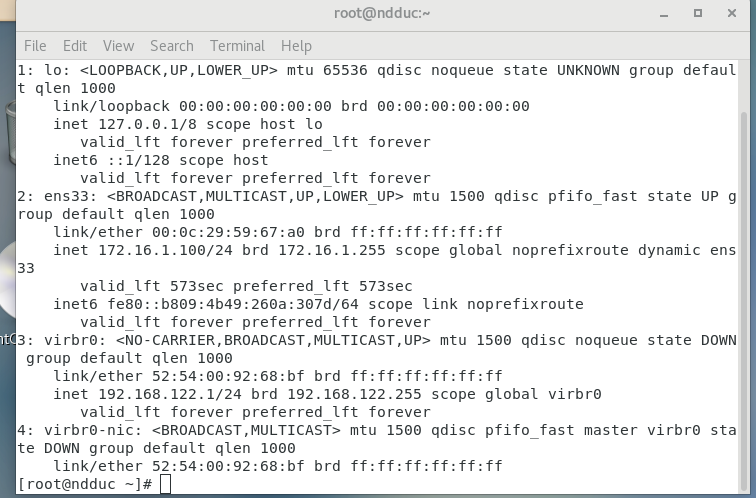 root@ndduc:~
File Edit View Search Terminal Help
1: lo: <LOOPBACK,UP,LOWER_UP> mtu 65536 qdisc noqueue state UNKNOWN group defaul
t qlen 1000
    link/loopback 00:00:00:00:00:00 brd 00:00:00:00:00:00
    inet 127.0.0.1/8 scope host lo
       valid_lft forever preferred_lft forever
    inet6 ::1/128 scope host
       valid_lft forever preferred_lft forever
2: ens33: <BROADCAST,MULTICAST,UP,LOWER_UP> mtu 1500 qdisc pfifo_fast state UP g
roup default qlen 1000
    link/ether 00:0c:29:59:67:a0 brd ff:ff:ff:ff:ff:ff
    inet 172.16.1.100/24 brd 172.16.1.255 scope global noprefixroute dynamic ens
33
       valid_lft 573sec preferred_lft 573sec
    inet6 fe80::b809:4b49:260a:307d/64 scope link noprefixroute
       valid_lft forever preferred_lft forever
3: virbr0: <NO-CARRIER,BROADCAST,MULTICAST,UP> mtu 1500 qdisc noqueue state DOWN
 group default qlen 1000
    link/ether 52:54:00:92:68:bf brd ff:ff:ff:ff:ff:ff
    inet 192.168.122.1/24 brd 192.168.122.255 scope global virbr0
       valid_lft forever preferred_lft forever
4: virbr0-nic: <BROADCAST,MULTICAST> mtu 1500 qdisc pfifo_fast master virbr0 sta
te DOWN group default qlen 1000
    link/ether 52:54:00:92:68:bf brd ff:ff:ff:ff:ff:ff
[root@ndduc ~]#